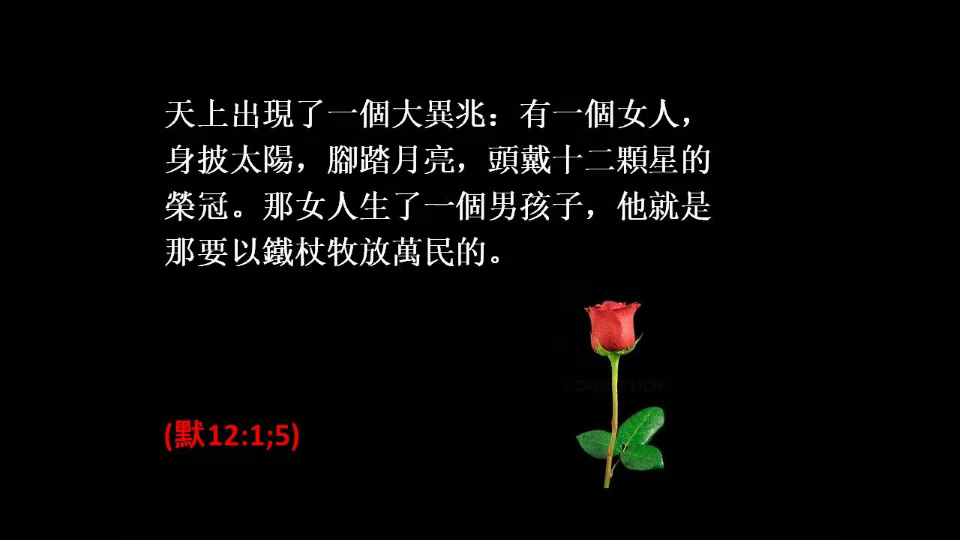 天上出現了一個大異兆：有一個女人，
身披太陽，腳踏月亮，頭戴十二顆星的
榮冠。那女人生了一個男孩子，他就是
那要以鐵杖牧放萬民的。
(默12:1;5)